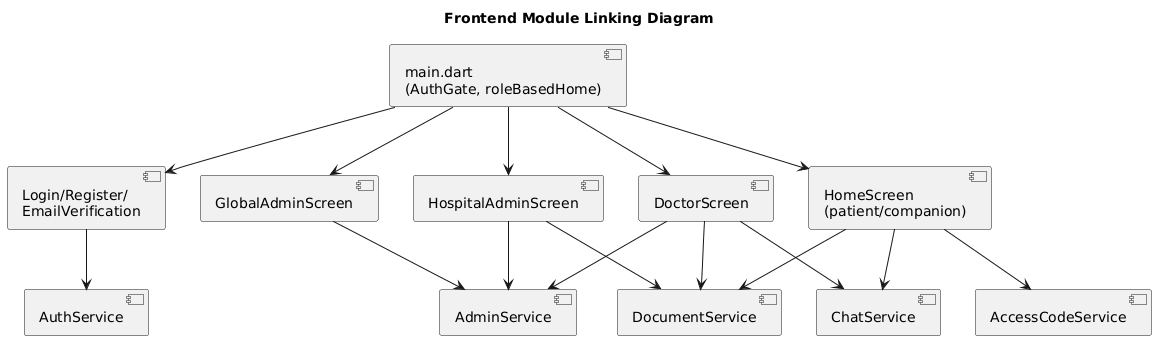 Frontend Module Linking Diagram
main.dart
(AuthGate, roleBasedHome)
Login/Register/
EmailVerification
GlobalAdminScreen
HospitalAdminScreen
DoctorScreen
HomeScreen
(patient/companion)
AuthService
AdminService
DocumentService
ChatService
AccessCodeService